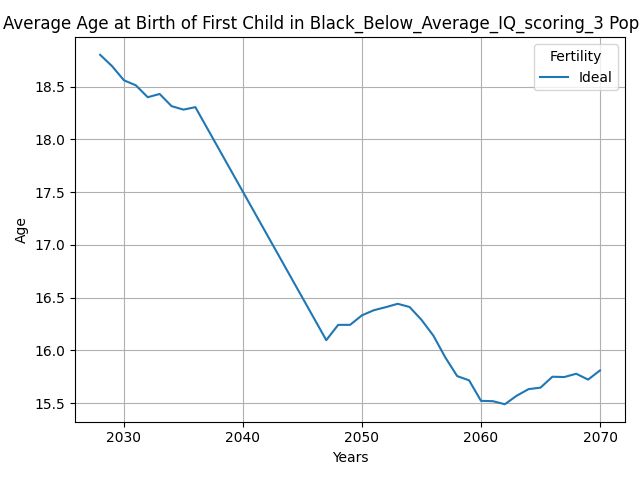 Average Age at Birth of First Child in Black_Below_Average_IQ_scoring_3 Pop
Fertility
Ideal
18.5
18.0
17.5
17.0
16.5
16.0
15.5
Age
2030 2040 2050 2060 2070
Years